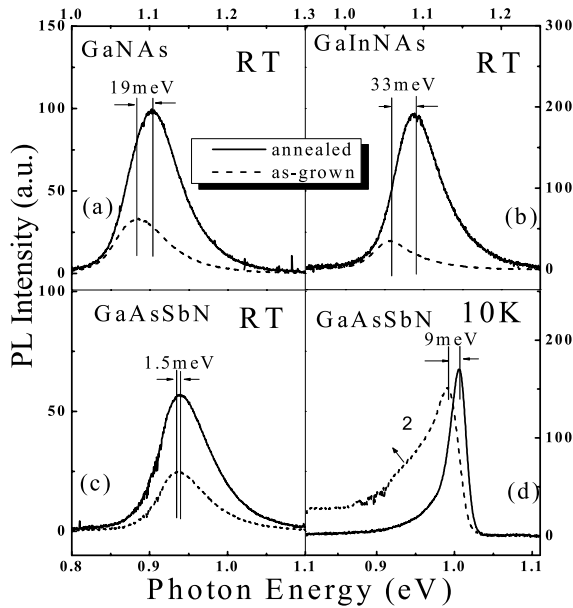 1.0 1.1 1.2 1.3 1.0 1.1 1.2
GaNAs RT
GaInNAs RT
19meV
33meV
150
100
50
0
300
200
100
0
annealed
as-grown
(a)
(b)
PL Intensity (a.u.)
GaAsSbN RT
GaAsSbN 10K
1.5meV
9meV
100
50
0
200
100
0
2
(c)
(d)
0.8 0.9 1.0 1.1 0.9 1.0 1.1
Photon Energy (eV)